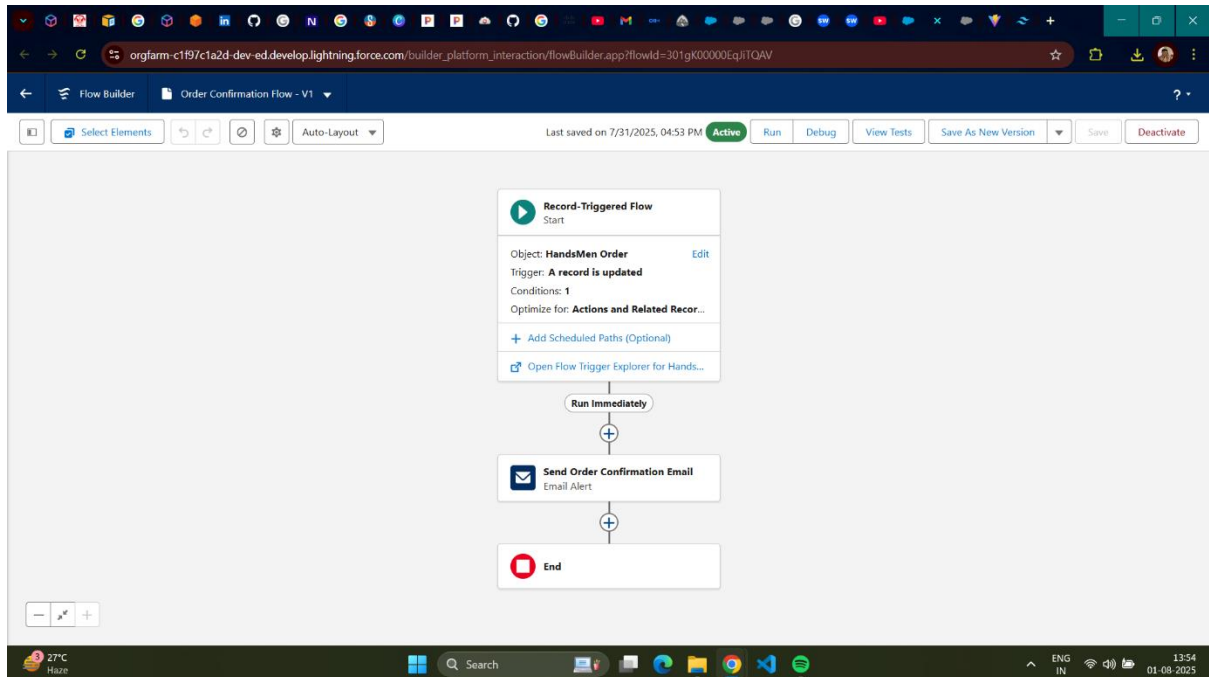 orgfarm-c1f97c1a2d-dev-ed.develop.lightning.force.com/builder_platform_interaction/flowBuilder.app?flowId=301gK00000EqJiTQAV
Flow Builder
Order Confirmation Flow - V1
?
Select Elements
Auto-Layout
Last saved on 7/31/2025, 04:53 PM
Active
Run
Debug
View Tests
Save As New Version
Save
Deactivate
Record-Triggered Flow
Start
Object: HandsMen Order
Edit
Trigger: A record is updated
Conditions: 1
Optimize for: Actions and Related Recor...
+ Add Scheduled Paths (Optional)
Open Flow Trigger Explorer for Hands...
Run Immediately
Send Order Confirmation Email
Email Alert
End
3
27°C
Haze
Search
ENG
IN
13:54
01-08-2025